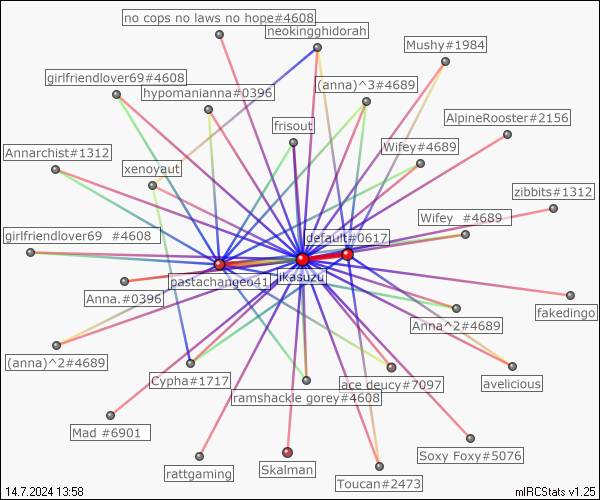 no cops no laws no hope#4608
neokingghidorah
Mushy#1984
girlfriendlover69#4608
hypomanianna#0396
(anna)^3#4689
AlpineRooster#2156
frisout
Annarchist#1312
Wifey#4689
xenoyaut
zibbits#1312
Wifey #4689
girlfriendlover69 #4608
default#0617
pastachangeo41
ikasuzu
Anna.#0396
fakedingo
Anna^2#4689
(anna)^2#4689
Cypha#1717
ace deucy#7097
avelicious
ramshackle gorey#4608
Mad #6901
Soxy Foxy#5076
rattgaming
Skalman
Toucan#2473
14.7.2024 13:58
mIRCStats v1.25